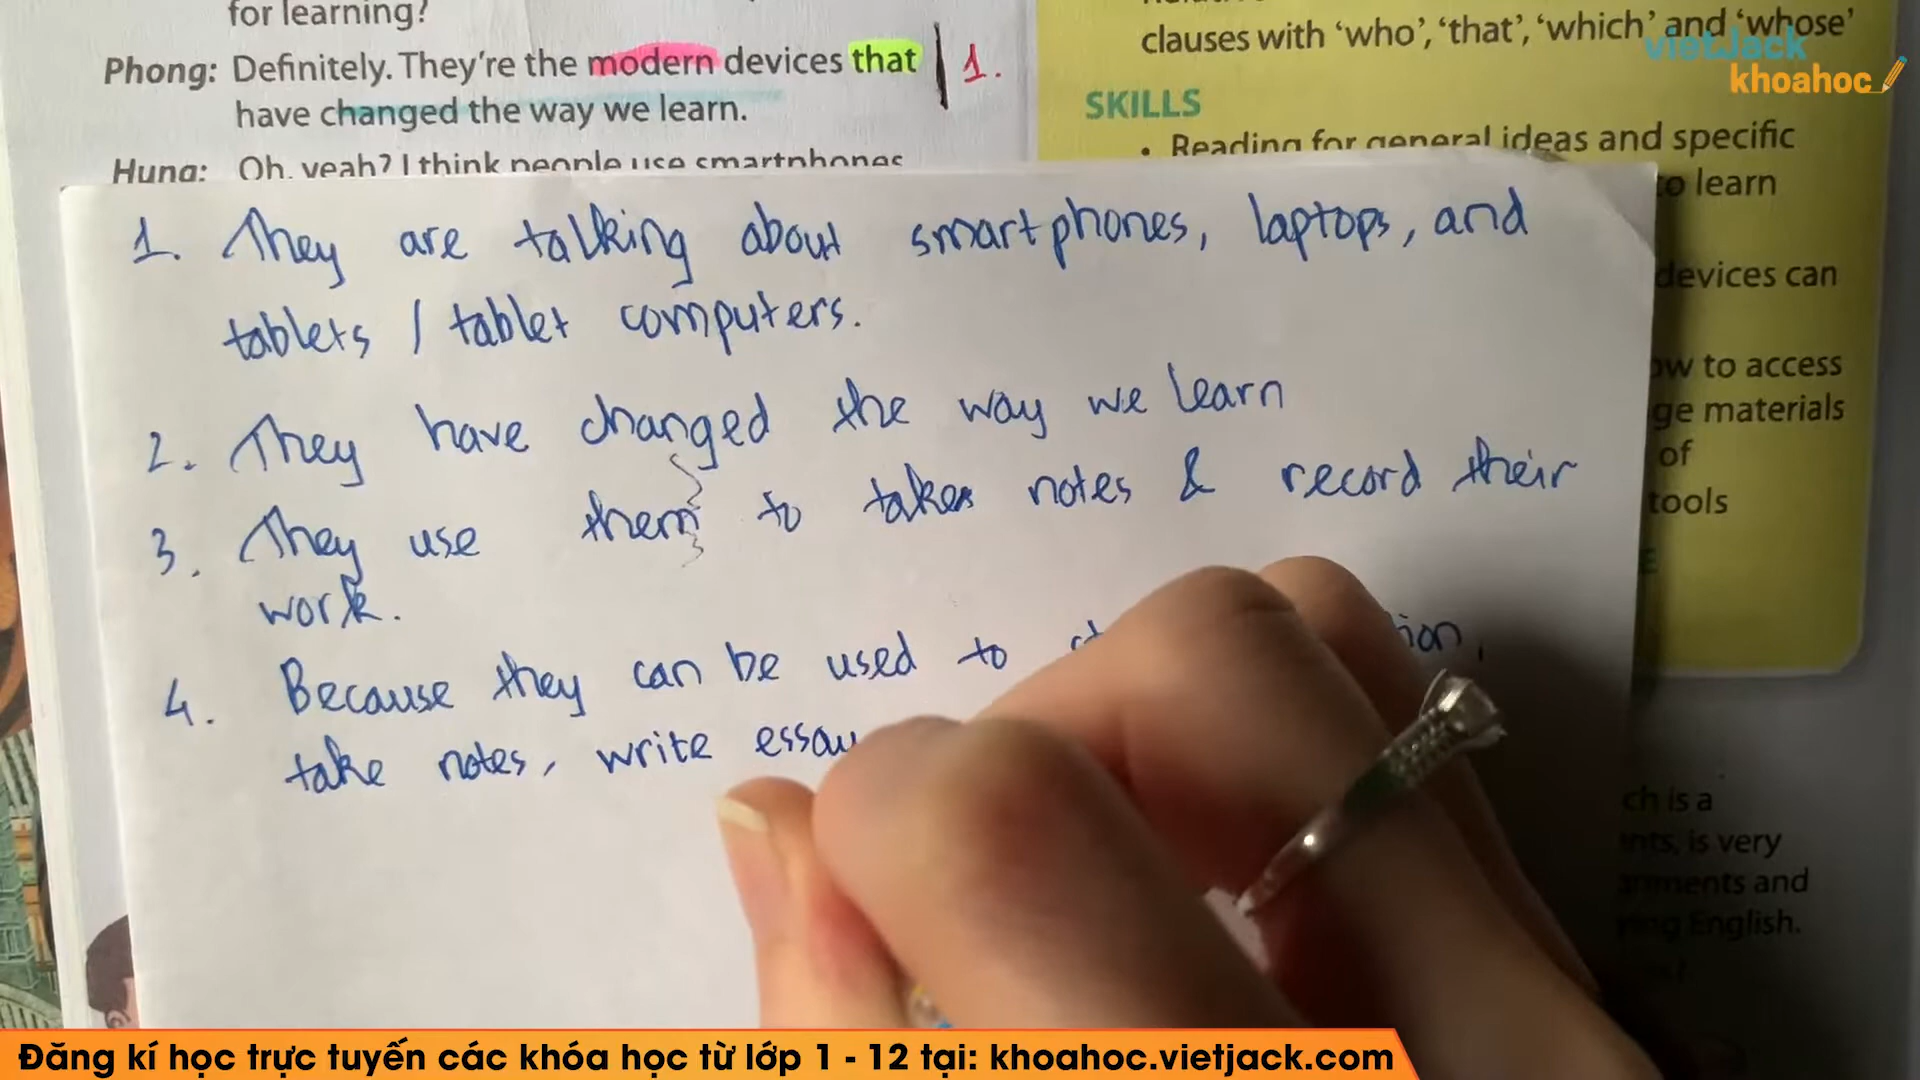 for learning?
Phong: Definitely. They're the modern devices that
have changed the way we learn.
1.
Hung: Oh, yeah? I think people use smartphones
clauses with 'who', 'that', 'which' and 'whose'
vietJack
khoahoc
SKILLS
• Reading for general ideas and specific
to learn
devices can
how to access
materials
of
tools
is a
is very
and
English.
1. They are talking about smartphones, laptops, and
tablets / tablet computers.
2. They have changed the way we learn
3. They use them to take notes & record their
work.
4. Because they can be used to
take notes, write
Đăng kí học trực tuyến các khóa học từ lớp 1 - 12 tại: khoahoc.vietjack.com